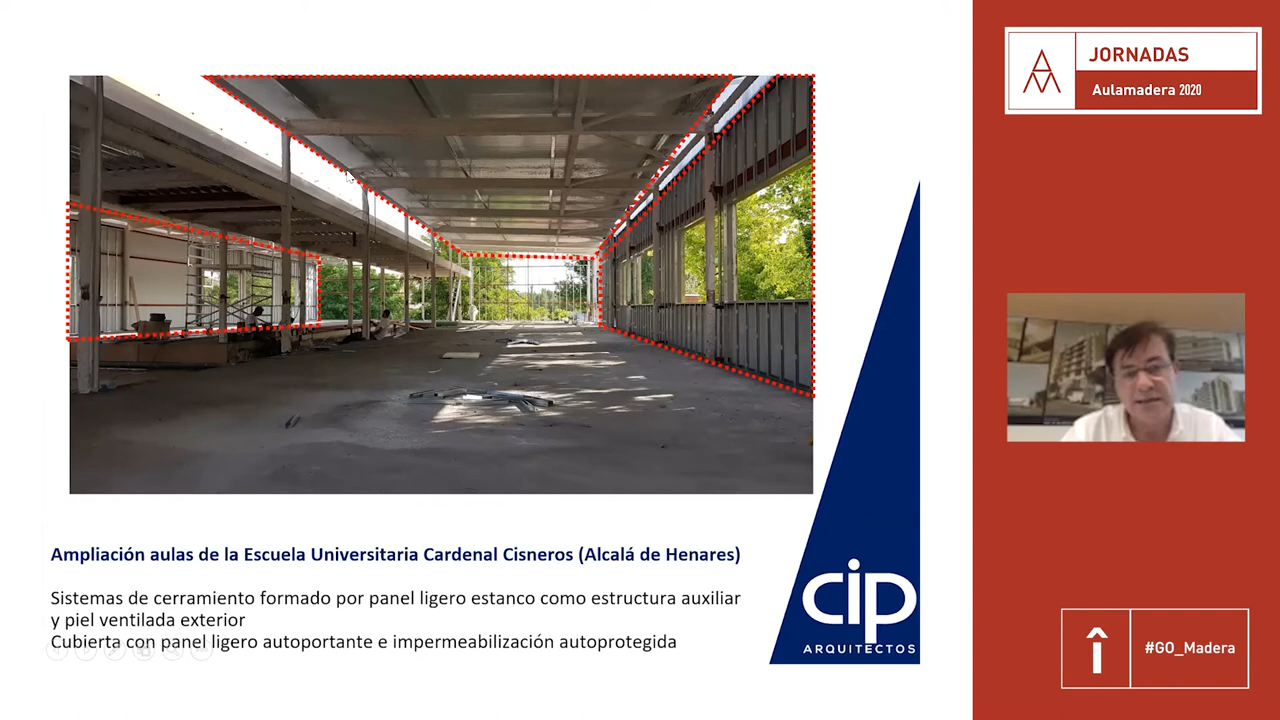 JORNADAS
Aulamadera 2020
Ampliación aulas de la Escuela Universitaria Cardenal Cisneros (Alcalá de Henares)
Sistemas de cerramiento formado por panel ligero estanco como estructura auxiliar
y piel ventilada exterior
Cubierta con panel ligero autoportante e impermeabilización autoprotegida
cip
ARQUITECTOS
#GO_Madera